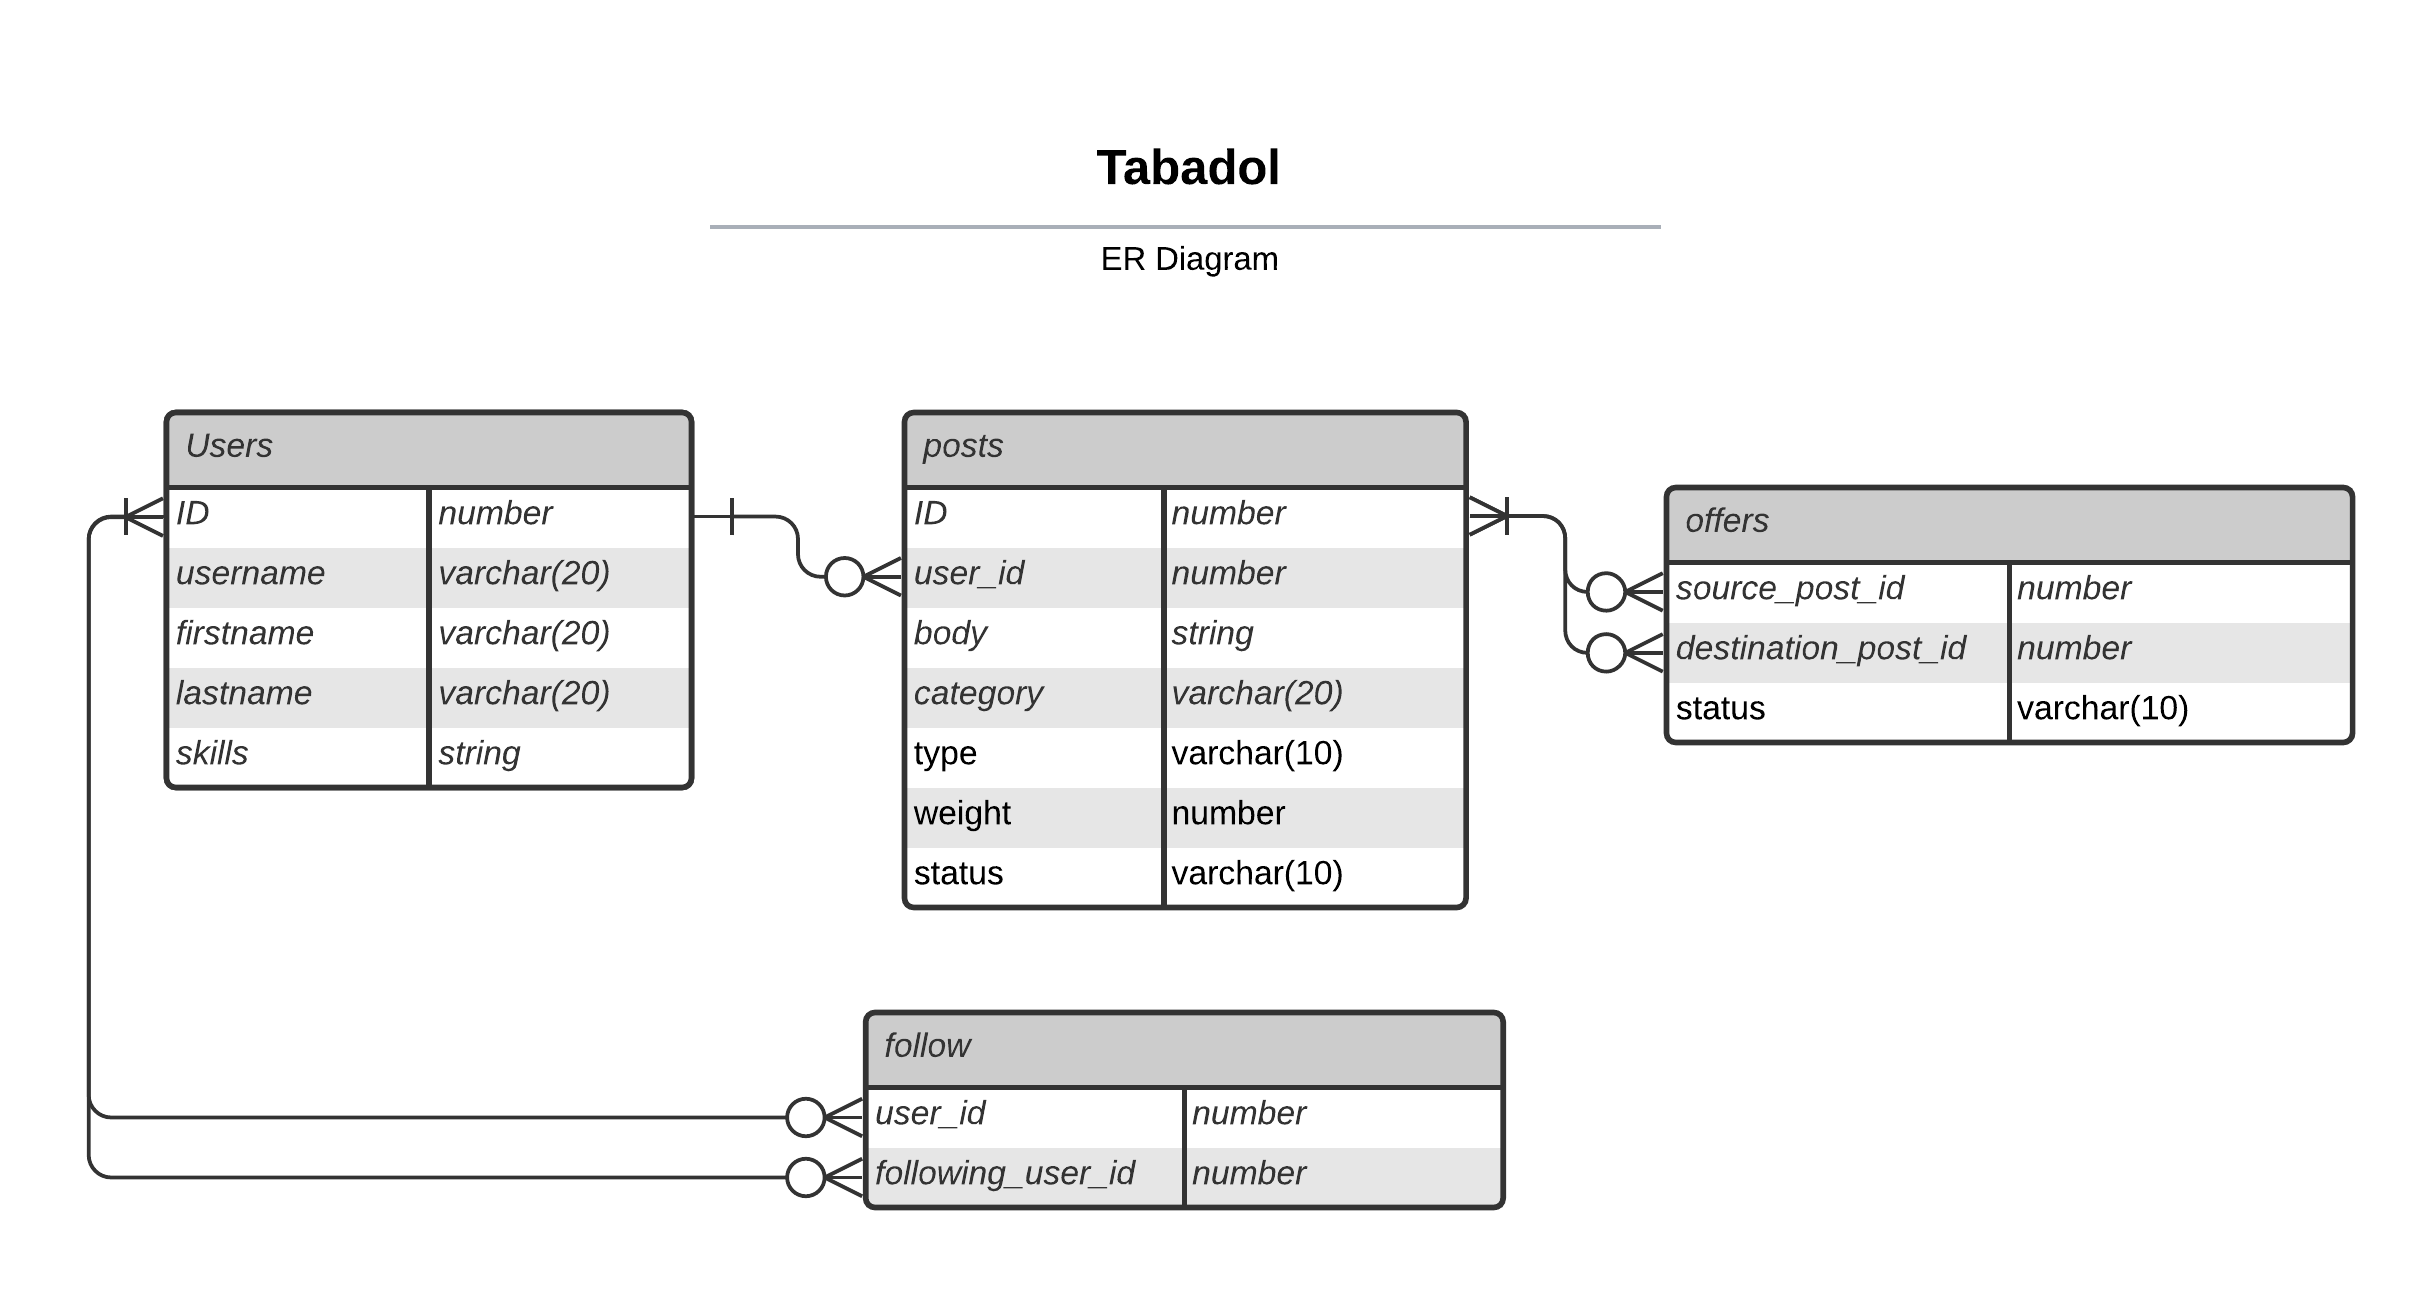 Tabadol
ER Diagram
Users
ID number
username varchar(20)
firstname varchar(20)
lastname varchar(20)
skills string
posts
ID number
user_id number
body string
category varchar(20)
type varchar(10)
weight number
status varchar(10)
offers
source_post_id number
destination_post_id number
status varchar(10)
follow
user_id number
following_user_id number